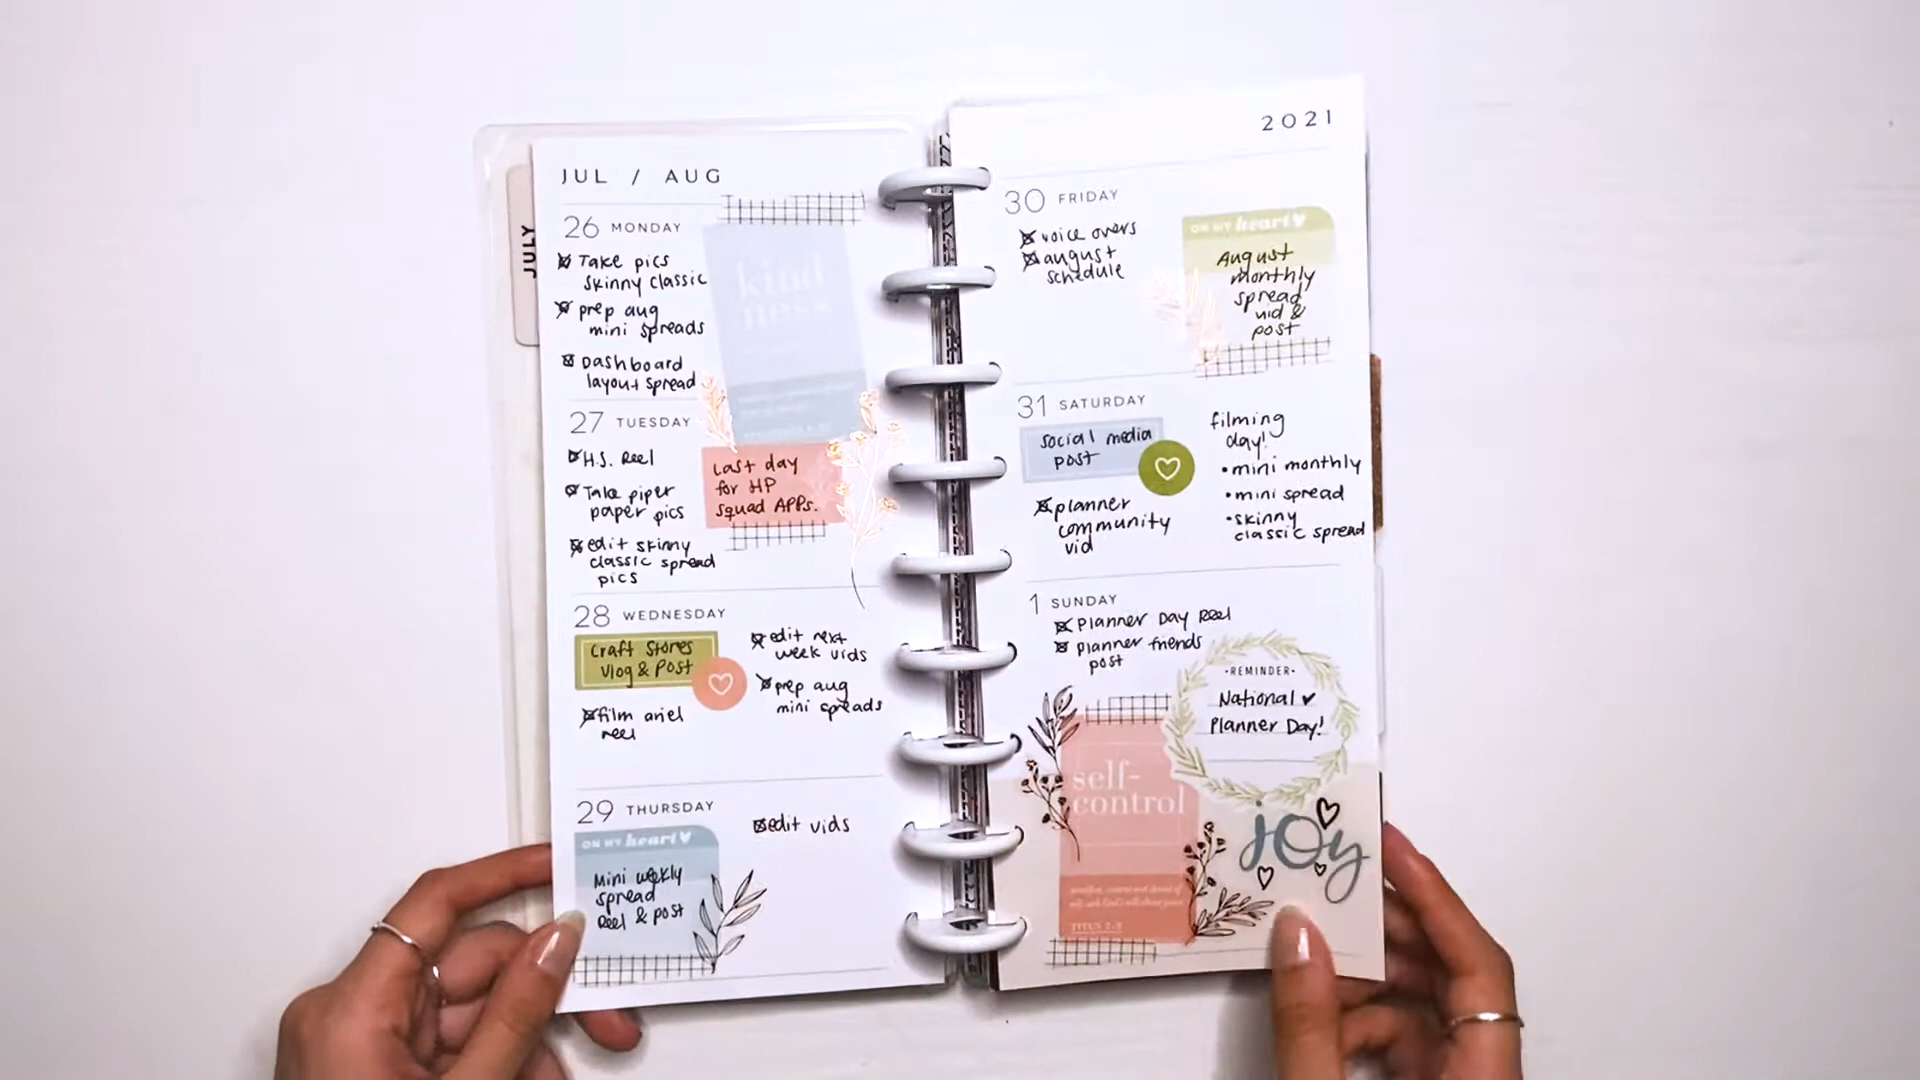 JULY
JUL / AUG
26 MONDAY
Take pics
skinny classic
prep aug
mini spreads
Dashboard
layout spread
kind
ness
27 TUESDAY
H.S. Reel
Take piper
paper pics
edit skinny
classic spread
pics
Last day
for HP
squad APPs.
28 WEDNESDAY
Craft Stores
Vlog & Post
film ariel
reel
edit next
week vids
prep aug
mini spreads
29 THURSDAY
ON MY heart
Mini weekly
spread
Reel & post
edit vids
2021
30 FRIDAY
voice overs
august
schedule
ON MY heart
August
monthly
spread
vid &
post
31 SATURDAY
social media
post
planner
community
vid
filming
day!
• mini monthly
• mini spread
• skinny
classic spread
1 SUNDAY
Planner Day Reel
planner friends
post
·REMINDER·
National
Planner Day!
self-
control
TITUS
joy